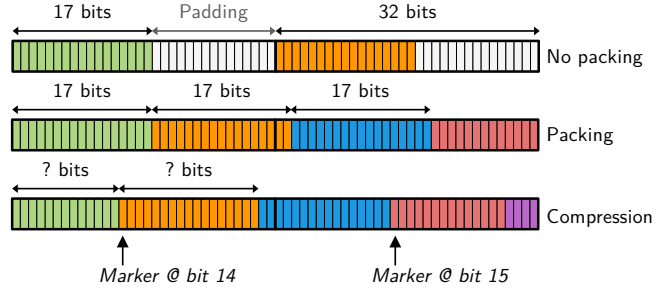 17 bits Padding 32 bits
No packing
17 bits 17 bits 17 bits
Packing
? bits ? bits
Compression
Marker @ bit 14 Marker @ bit 15